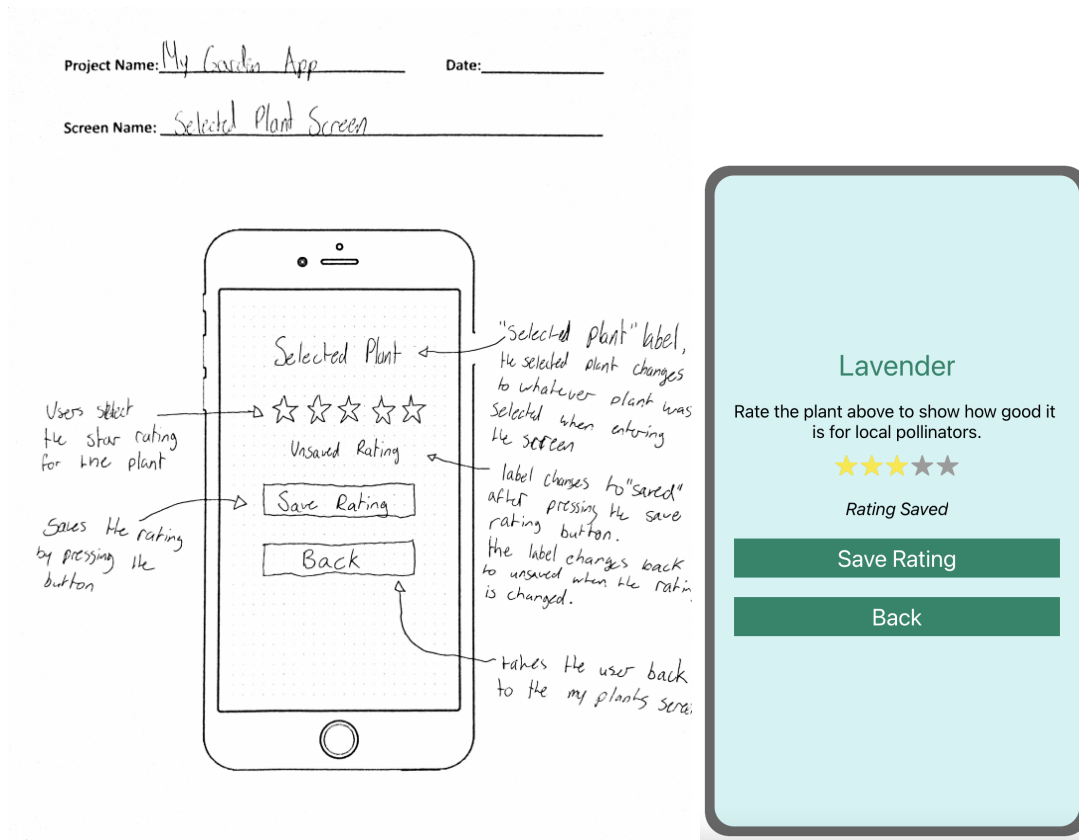 Project Name: My Garden App
Date:
Screen Name: Selected Plant Screen
Selected Plant
Unsaved Rating
Save Rating
Back
Users select
the star rating
for the plant
Saves the rating
by pressing the
button
"Selected plant" label,
the selected plant changes
to whatever plant was
selected when entering
the screen
label changes to "saved"
after pressing the save
rating button.
the label changes back
to unsaved when the ratin
is changed.
takes the user back
to the my plants scree
Lavender
Rate the plant above to show how good it
is for local pollinators.
Rating Saved
Save Rating
Back